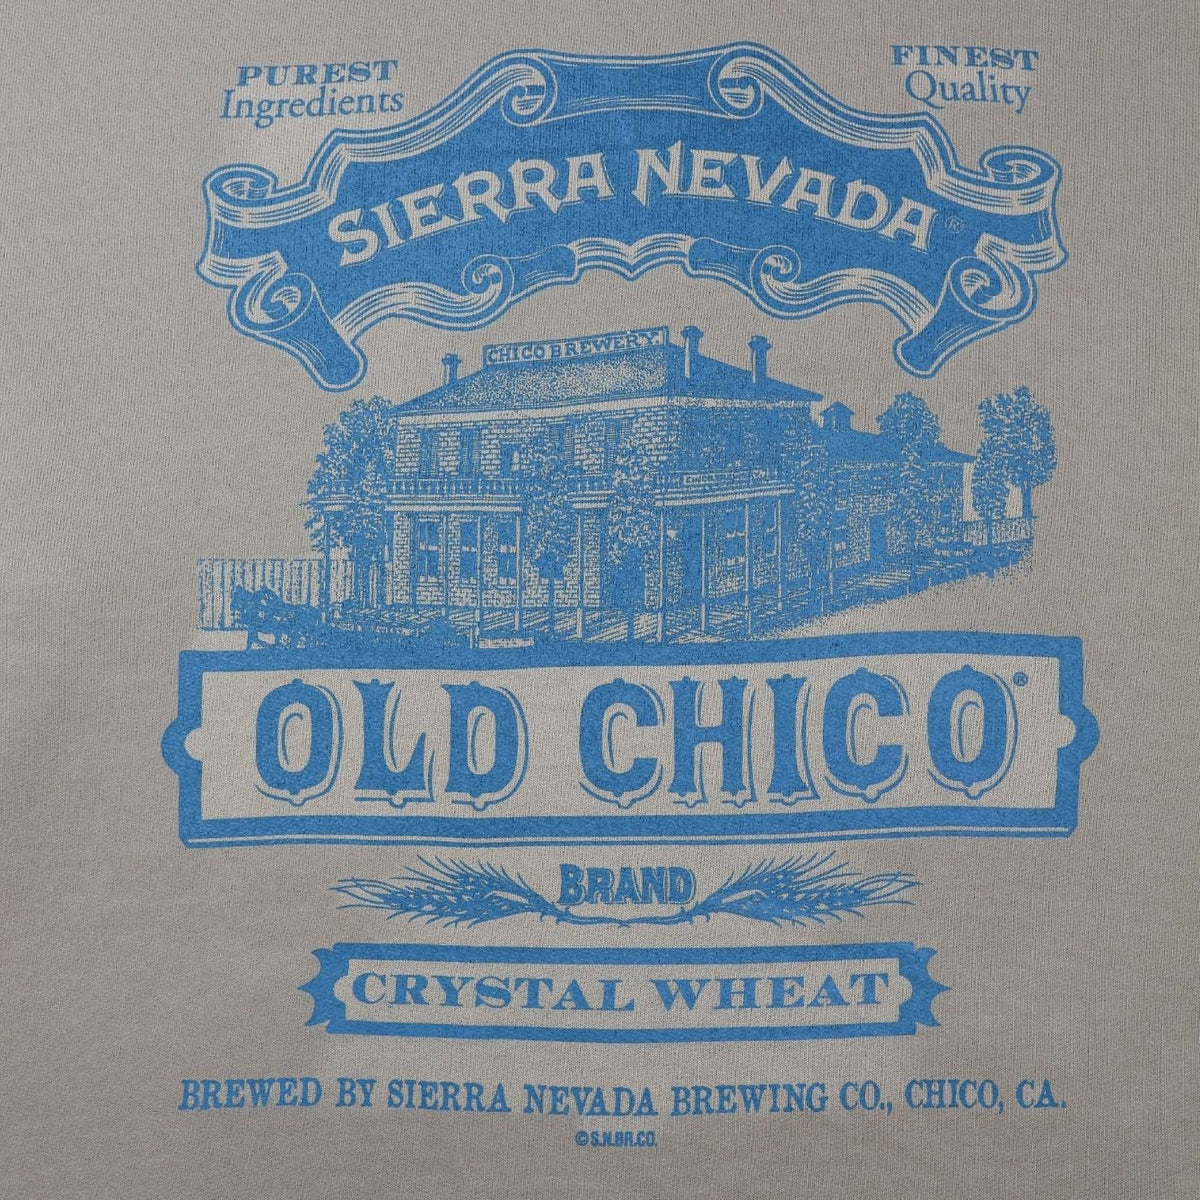 PUREST
Ingredients
FINEST
Quality
SIERRA NEVADA®
CHICO BREWERY.
OLD CHICO®
BRAND
CRYSTAL WHEAT
BREWED BY SIERRA NEVADA BREWING CO., CHICO, CA.
©S.N.BR.CO.